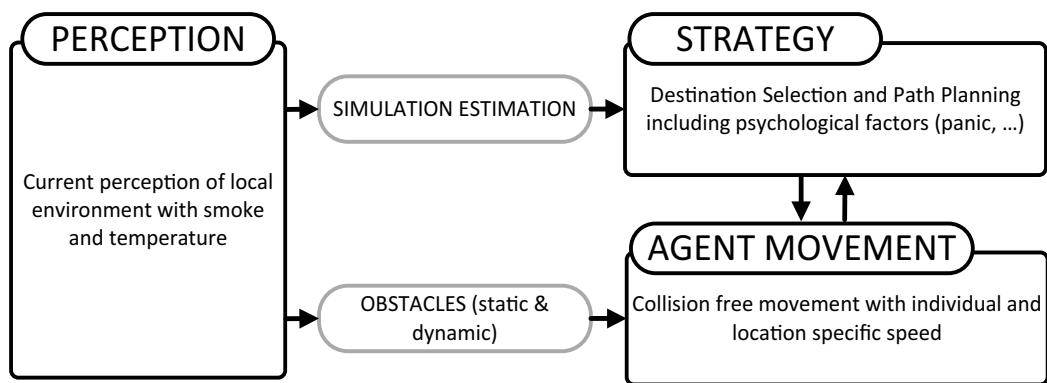 PERCEPTION
Current perception of local
environment with smoke
and temperature
SIMULATION ESTIMATION
OBSTACLES (static &
dynamic)
STRATEGY
Destination Selection and Path Planning
including psychological factors (panic, ...)
AGENT MOVEMENT
Collision free movement with individual and
location specific speed